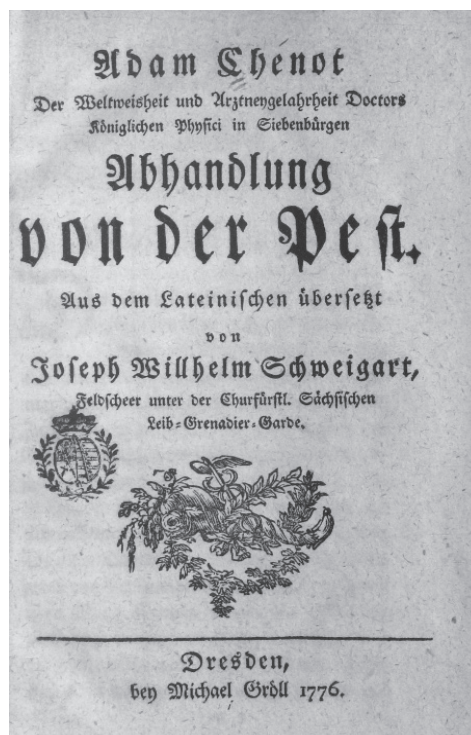 Adam Chenot
Der Weltweisheit und Arztneygelahrheit Doctors
Königlichen Physici in Siebenbürgen
Abhandlung
von der Pest.
Aus dem Lateinischen übersetzt
von
Joseph Willhelm Schweigart,
Feldscheer unter der Churfürstl. Sächsischen
Leib-Grenadier-Garde.
Dresden,
bey Michael Gröll 1776.